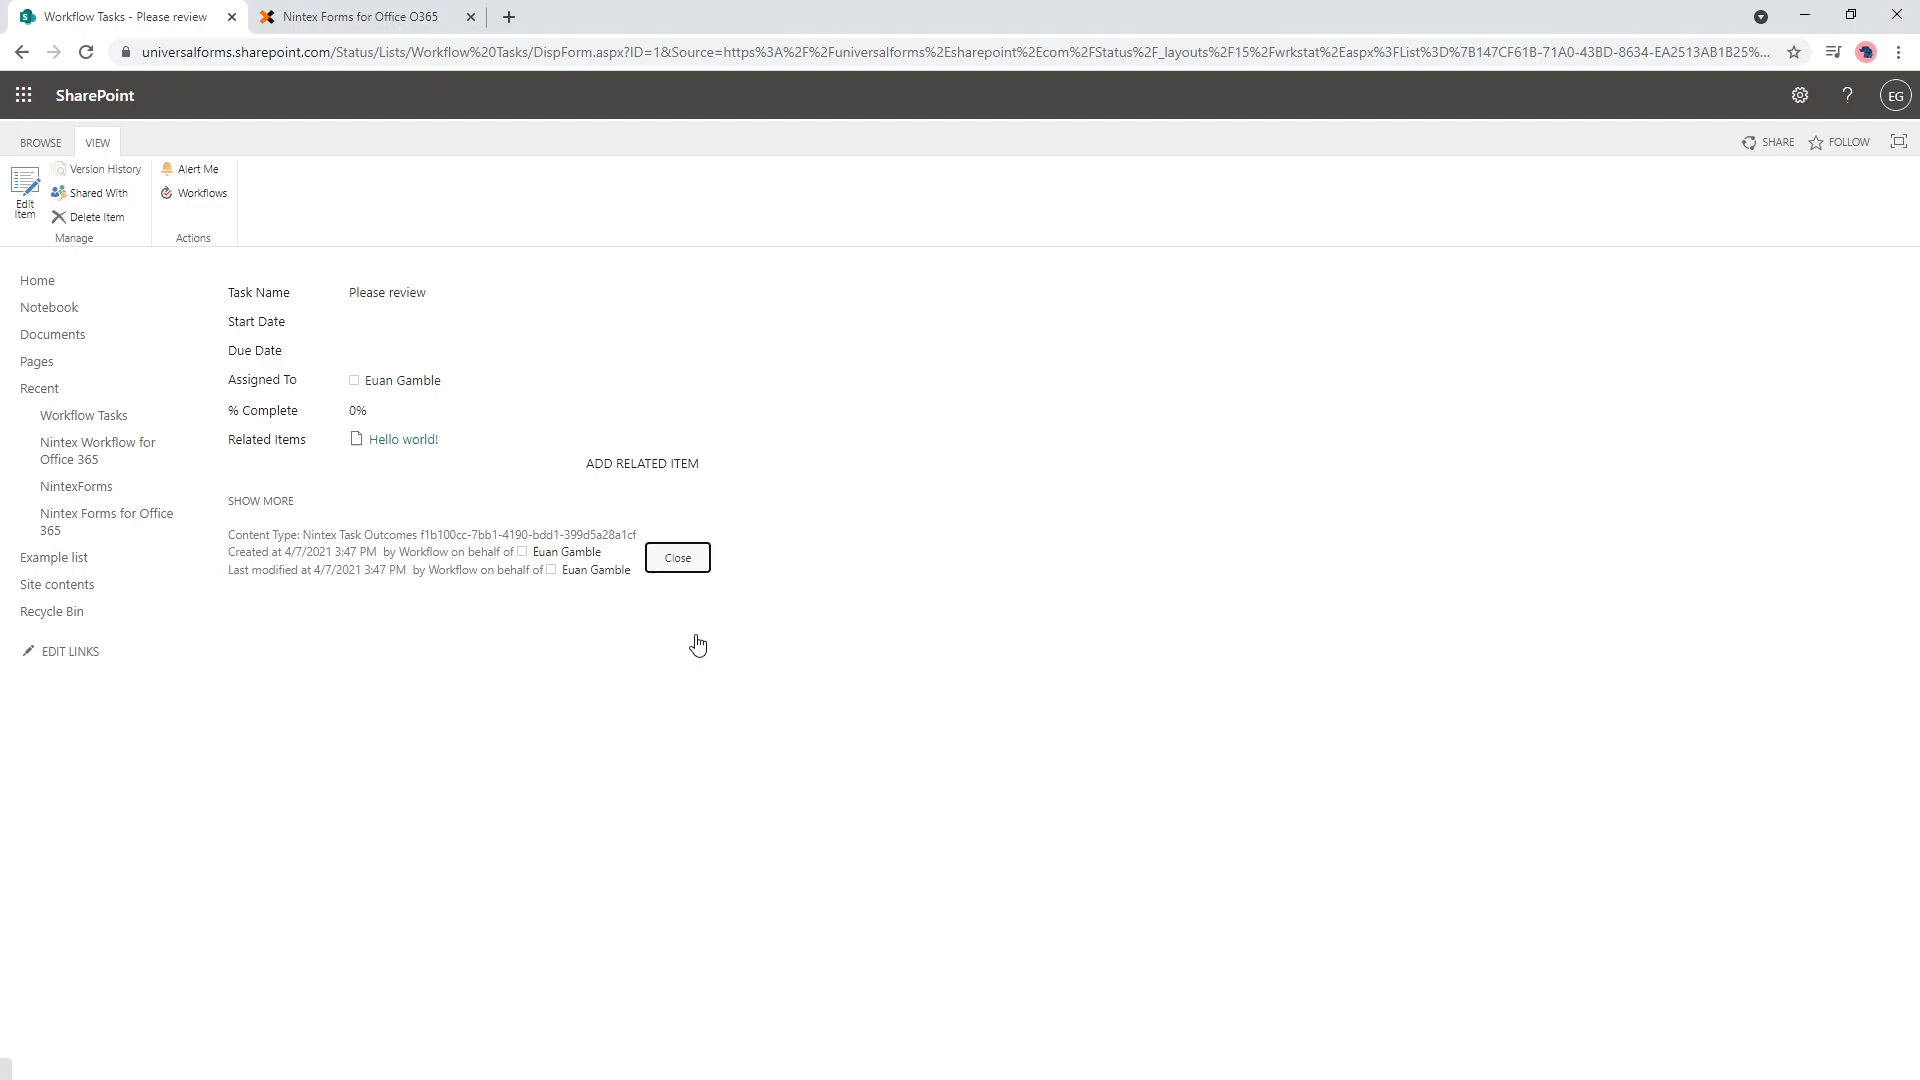 Workflow Tasks - Please review
Nintex Forms for Office O365
universalforms.sharepoint.com/Status/Lists/Workflow%20Tasks/DispForm.aspx?ID=1&Source=https%3A%2F%2Funiversalforms%2Esharepoint%2Ecom%2FStatus%2F_layouts%2F15%2Fwrkstat%2Easpx%3FList%3D%7B147CF61B-71A0-43BD-8634-EA2513AB1B25%...
SharePoint
?
EG
BROWSE
VIEW
SHARE
FOLLOW
Edit
Item
Version History
Shared With
Delete Item
Manage
Alert Me
Workflows
Actions
Home
Notebook
Documents
Pages
Recent
Workflow Tasks
Nintex Workflow for
Office 365
NintexForms
Nintex Forms for Office
365
Example list
Site contents
Recycle Bin
EDIT LINKS
Task Name Please review
Start Date
Due Date
Assigned To Euan Gamble
% Complete 0%
Related Items Hello world!
ADD RELATED ITEM
SHOW MORE
Content Type: Nintex Task Outcomes f1b100cc-7bb1-4190-bdd1-399d5a28a1cf
Created at 4/7/2021 3:47 PM by Workflow on behalf of Euan Gamble
Last modified at 4/7/2021 3:47 PM by Workflow on behalf of Euan Gamble
Close